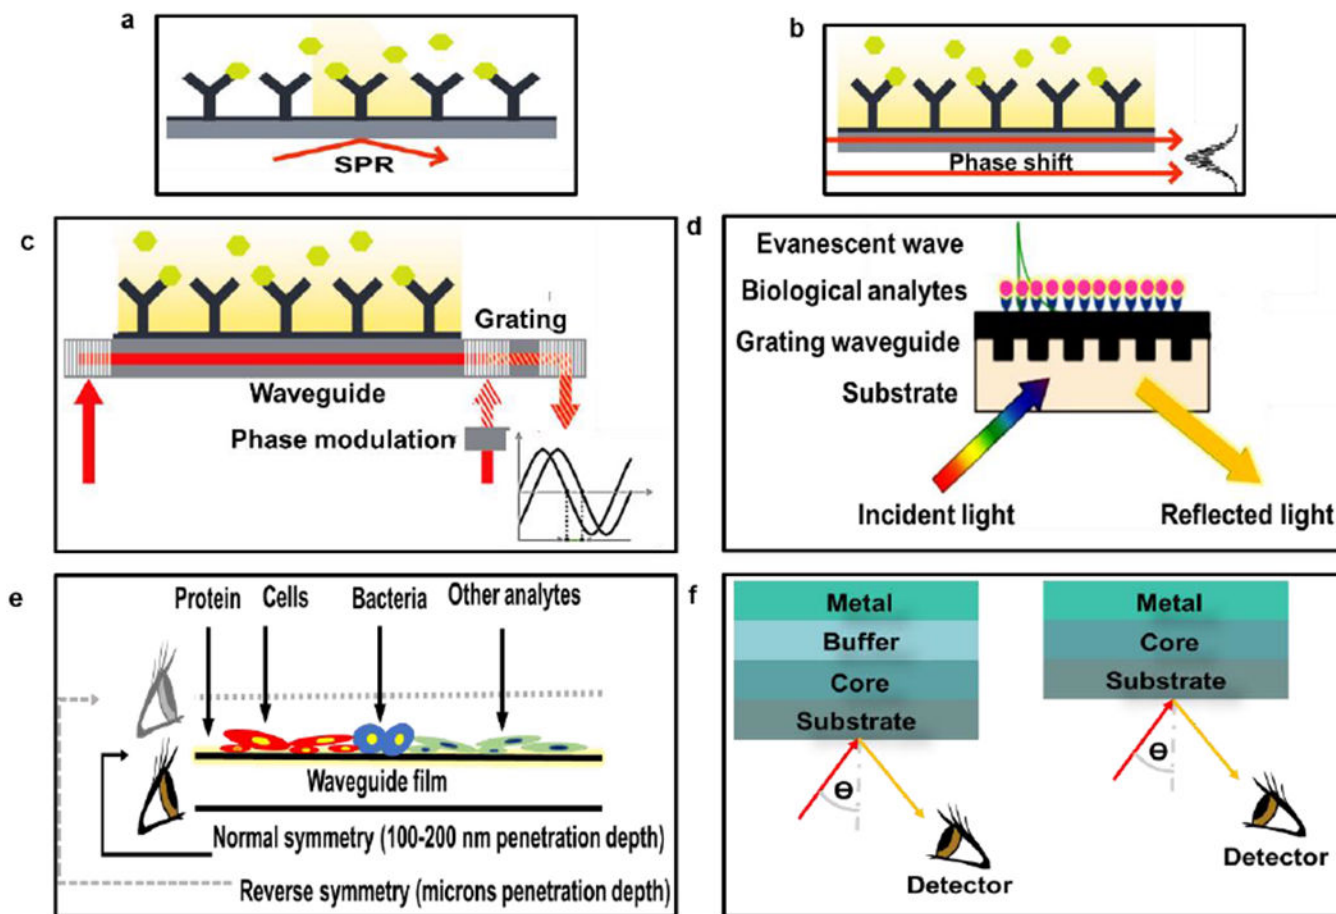 a
SPR
b
Phase shift
c
Grating
Waveguide
Phase modulation
d
Evanescent wave
Biological analytes
Grating waveguide
Substrate
Incident light
Reflected light
e
Protein
Cells
Bacteria
Other analytes
Waveguide film
Normal symmetry (100-200 nm penetration depth)
Reverse symmetry (microns penetration depth)
f
Metal
Buffer
Core
Substrate
Ɵ
Detector
Metal
Core
Substrate
Ɵ
Detector